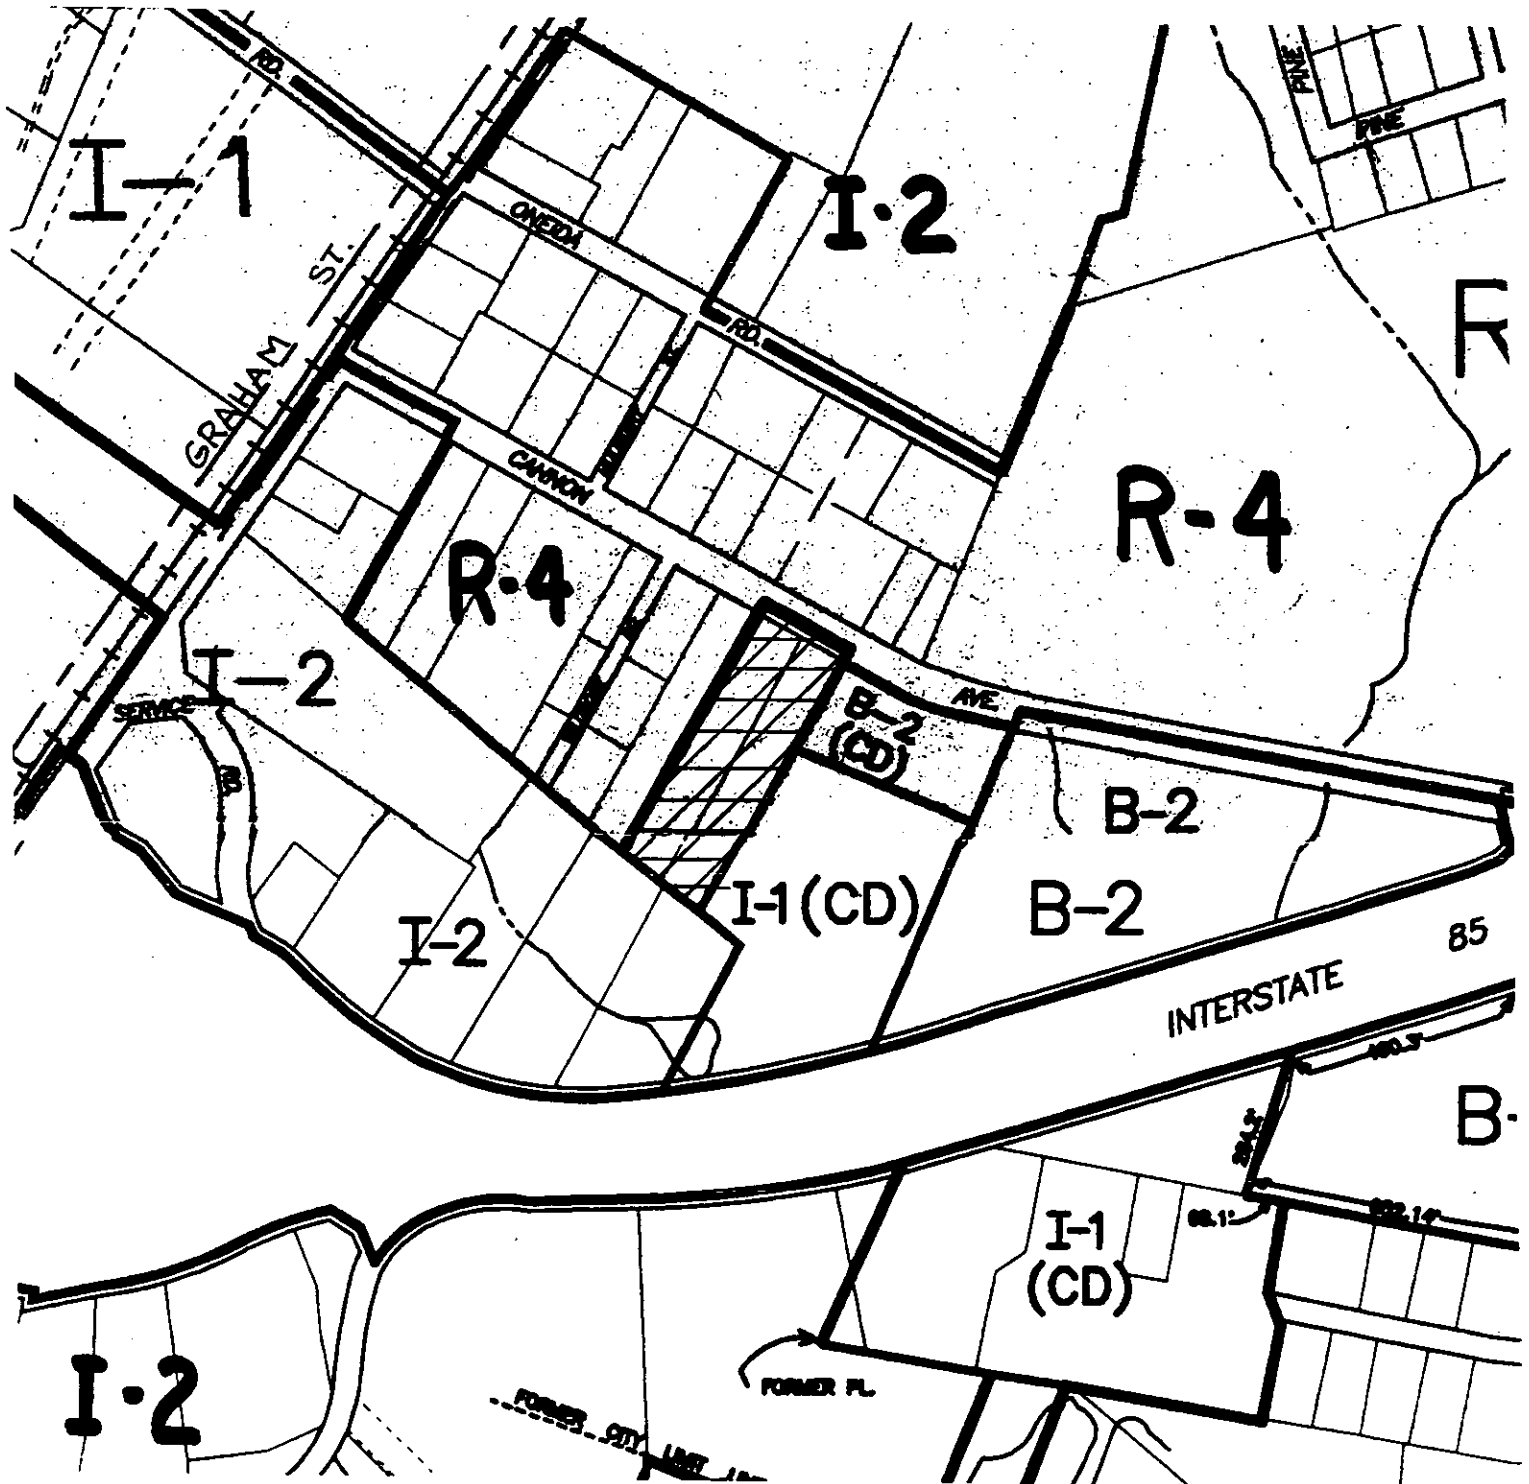 RD.
PINE
PINE
I-1
I-2
ONEIDA
RD.
ST.
GRAHAM
R
CANNON
R-4
R-4
I-2
SERVICE
RD.
AVE.
B-2
(CD)
B-2
I-1 (CD)
B-2
I-2
85
INTERSTATE
B-
I-1
(CD)
FORMER PL.
I-2
FORMER CITY LIMIT